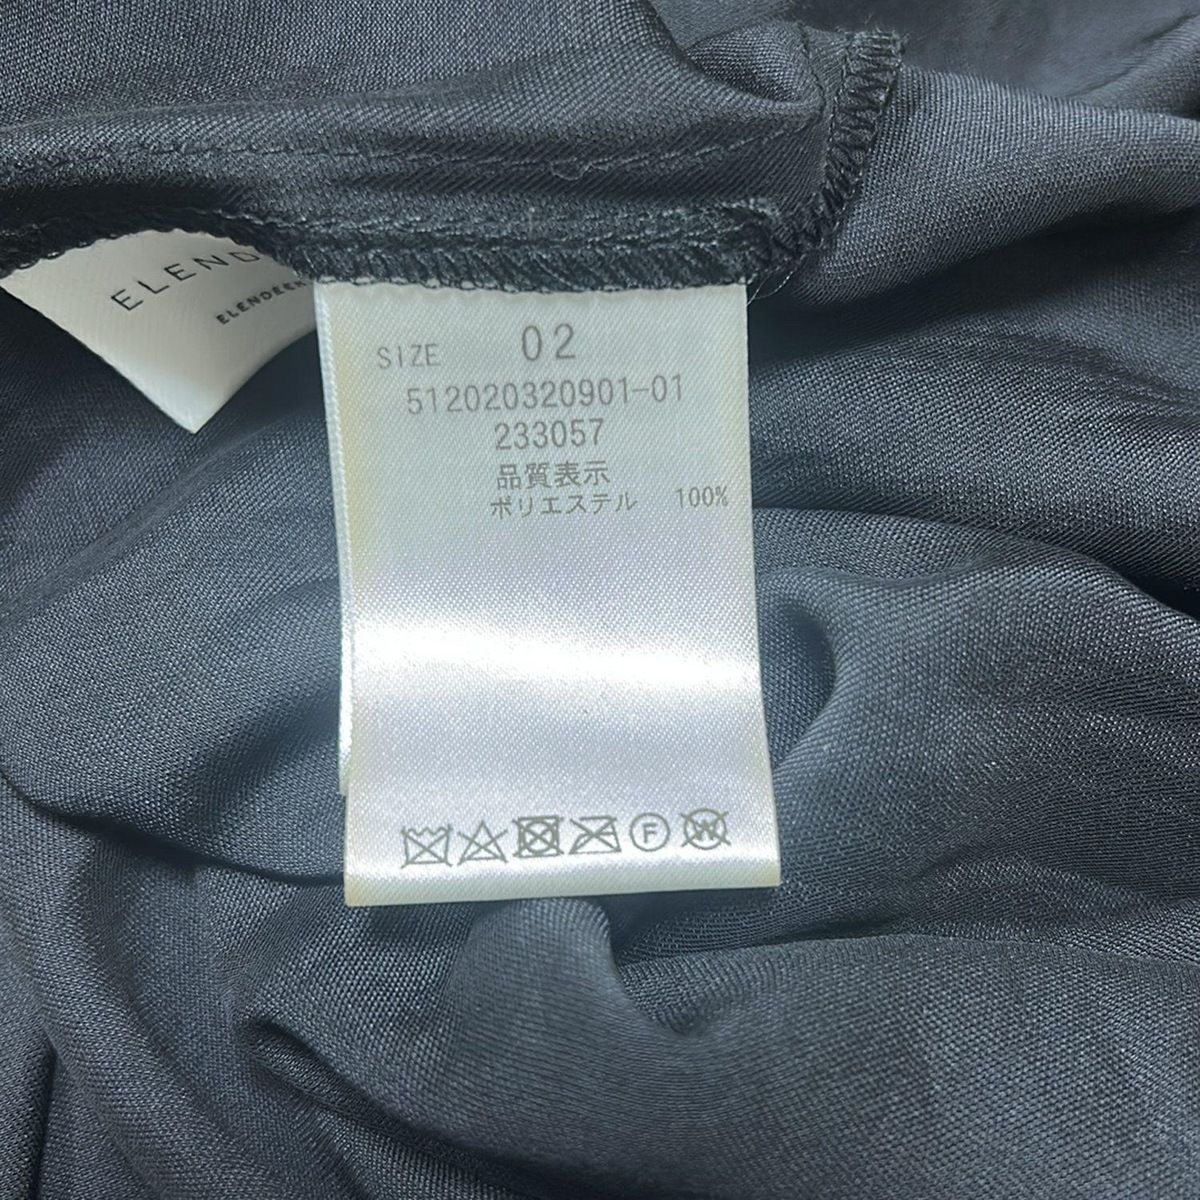 ELEND
ELENDEEK
SIZE 02
512020320901-01
233057
品質表示
ポリエステル 100%
F
W